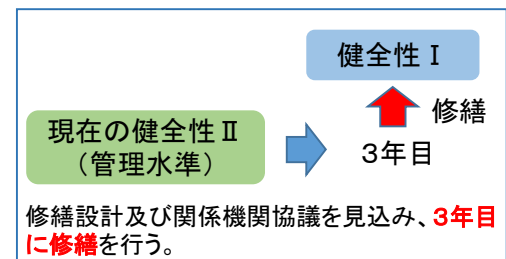 健全性Ⅰ
修繕
現在の健全性Ⅱ
（管理水準）
３年目
修繕設計及び関係機関協議を見込み、３年目
に修繕を行う。